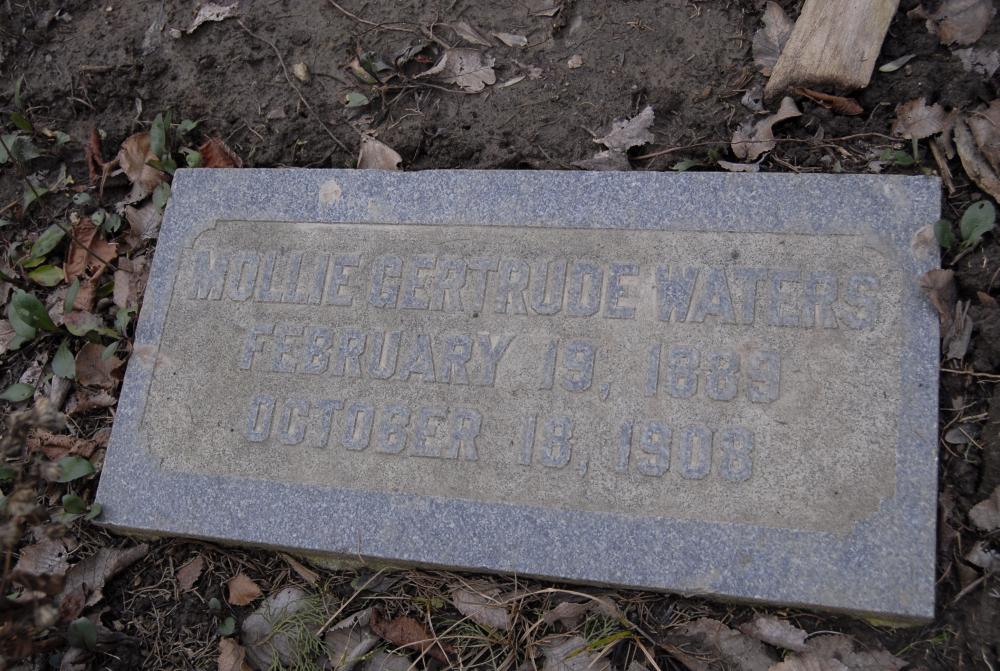 MOLLIE GERTRUDE WATERS
FEBRUARY 19, 1889
OCTOBER 18, 1908